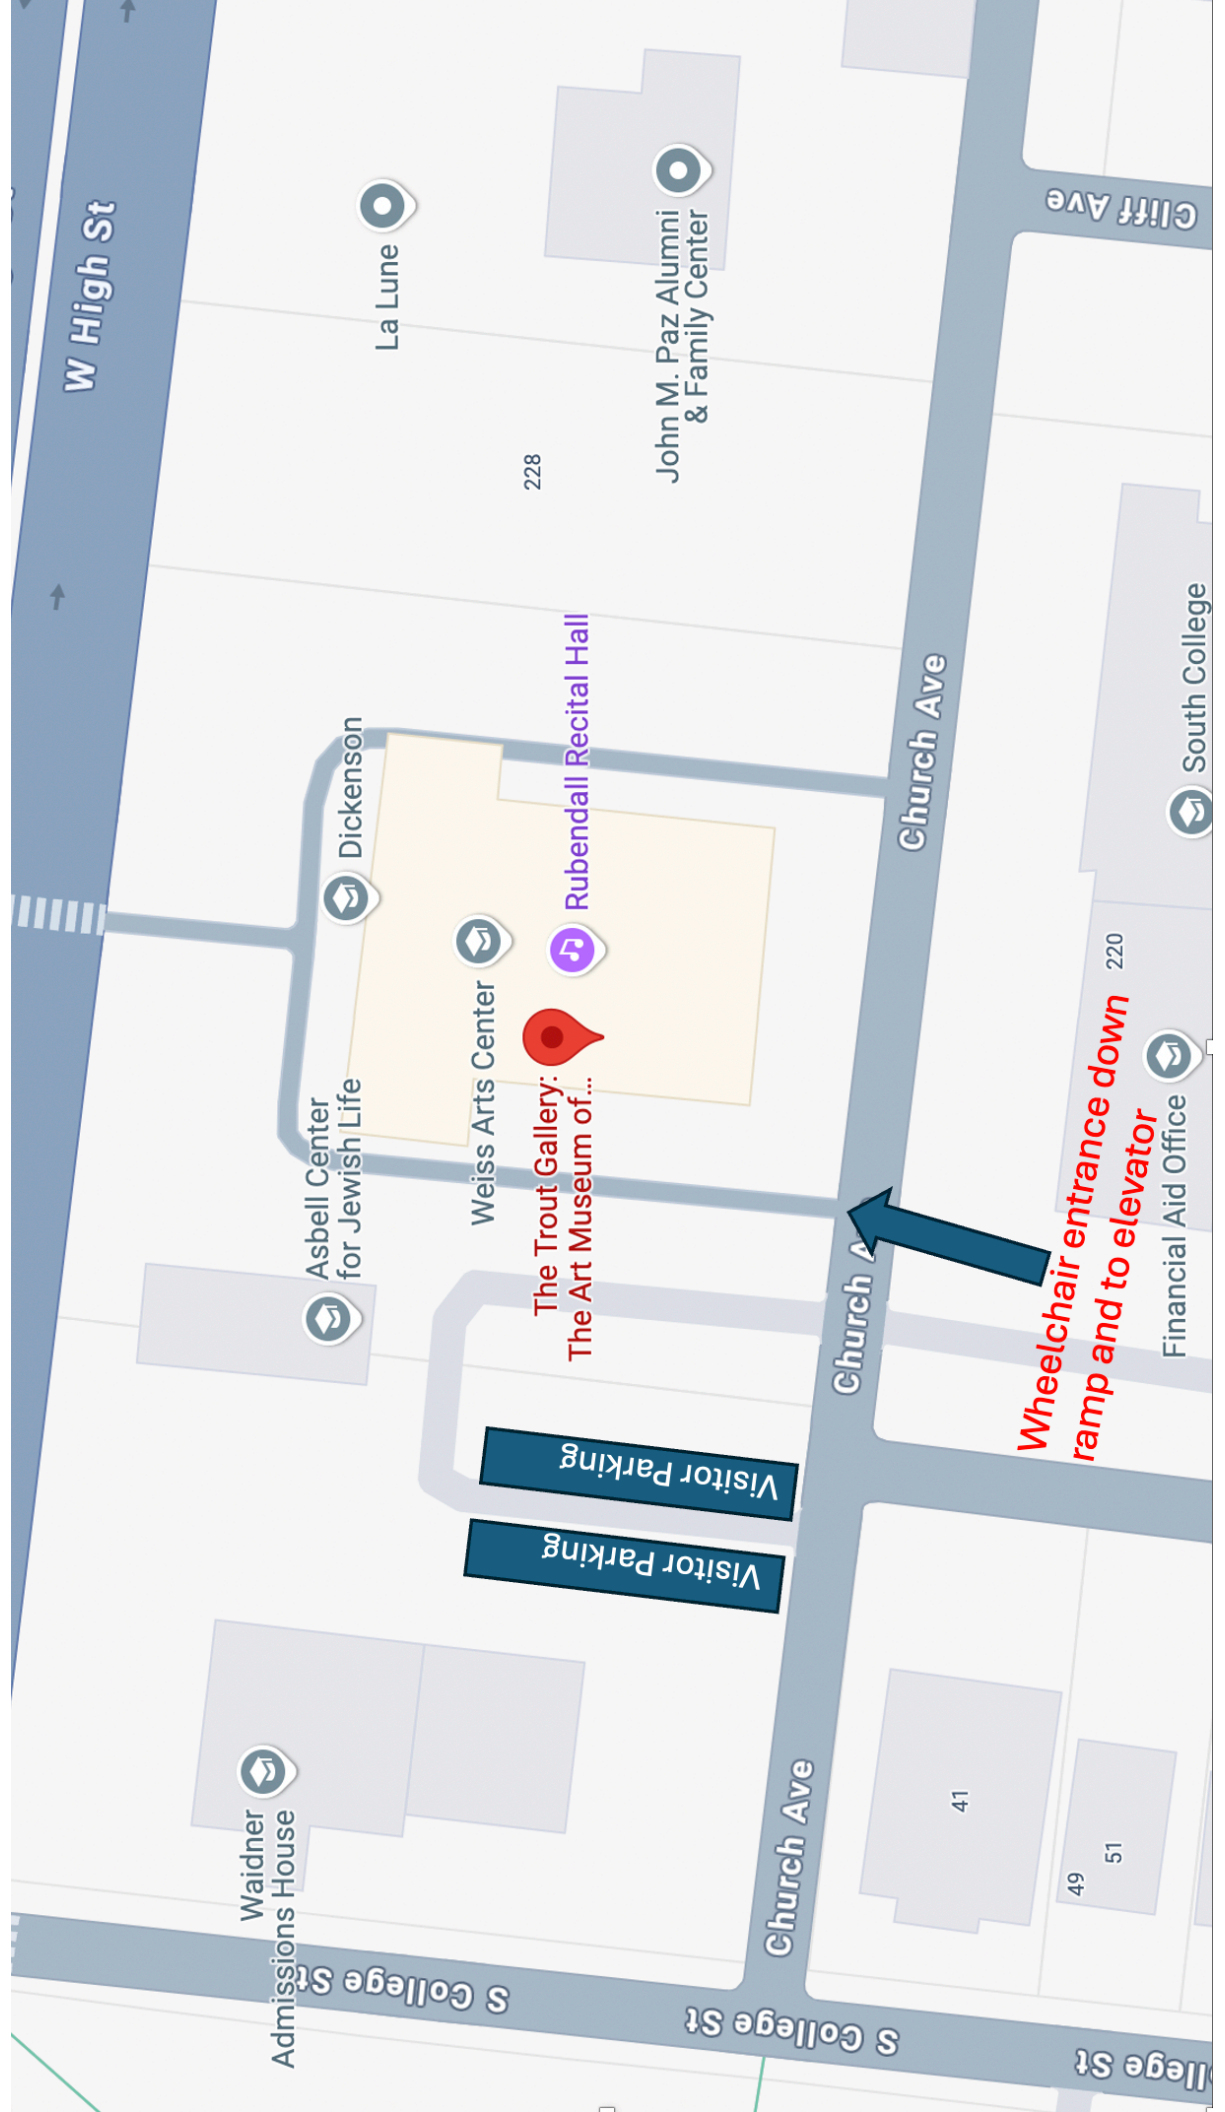 W High St
Waidner
Admissions House
S College St
Asbell Center
for Jewish Life
Dickenson
La Lune
Weiss Arts Center
228
The Trout Gallery:
The Art Museum of...
Rubendall Recital Hall
John M. Paz Alumni
& Family Center
Visitor Parking
Visitor Parking
S College St
Church Ave
Church A
Church Ave
Cliff Ave
41
49
51
220
Wheelchair entrance down
ramp and to elevator
Financial Aid Office
South College
llege St